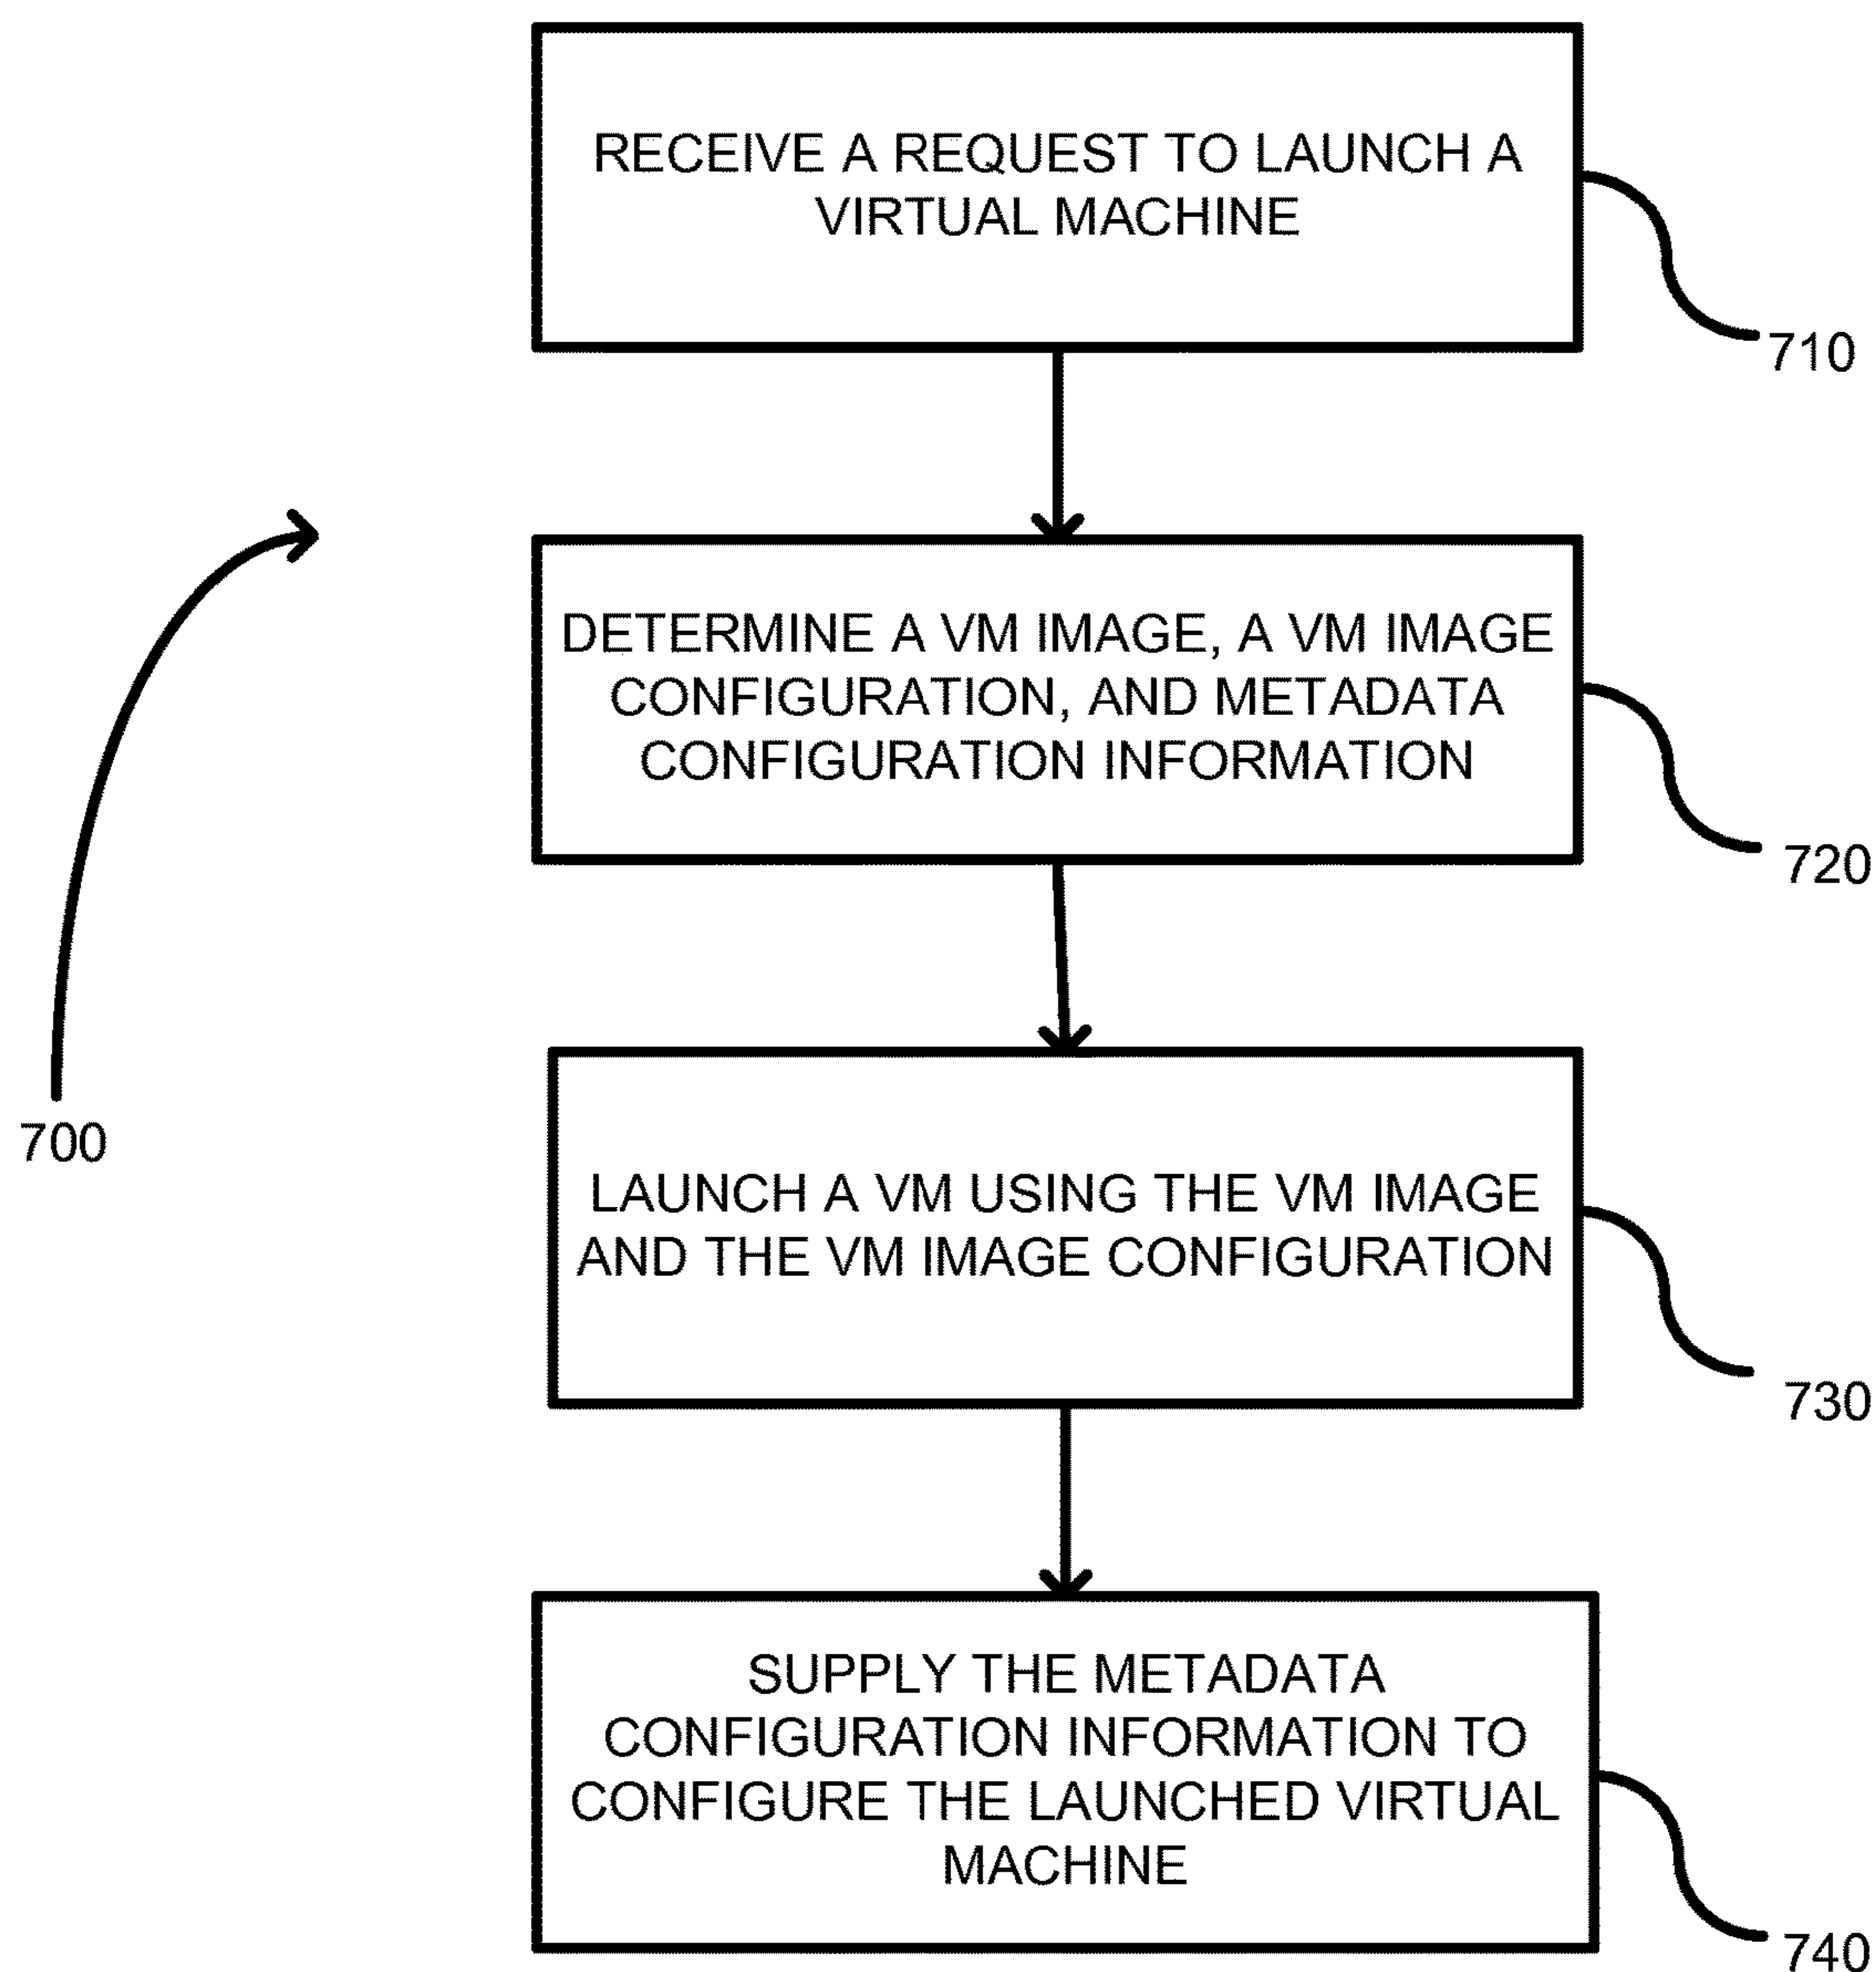 RECEIVE A REQUEST TO LAUNCH A
VIRTUAL MACHINE
710
DETERMINE A VM IMAGE, A VM IMAGE
CONFIGURATION, AND METADATA
CONFIGURATION INFORMATION
720
700
LAUNCH A VM USING THE VM IMAGE
AND THE VM IMAGE CONFIGURATION
730
SUPPLY THE METADATA
CONFIGURATION INFORMATION TO
CONFIGURE THE LAUNCHED VIRTUAL
MACHINE
740